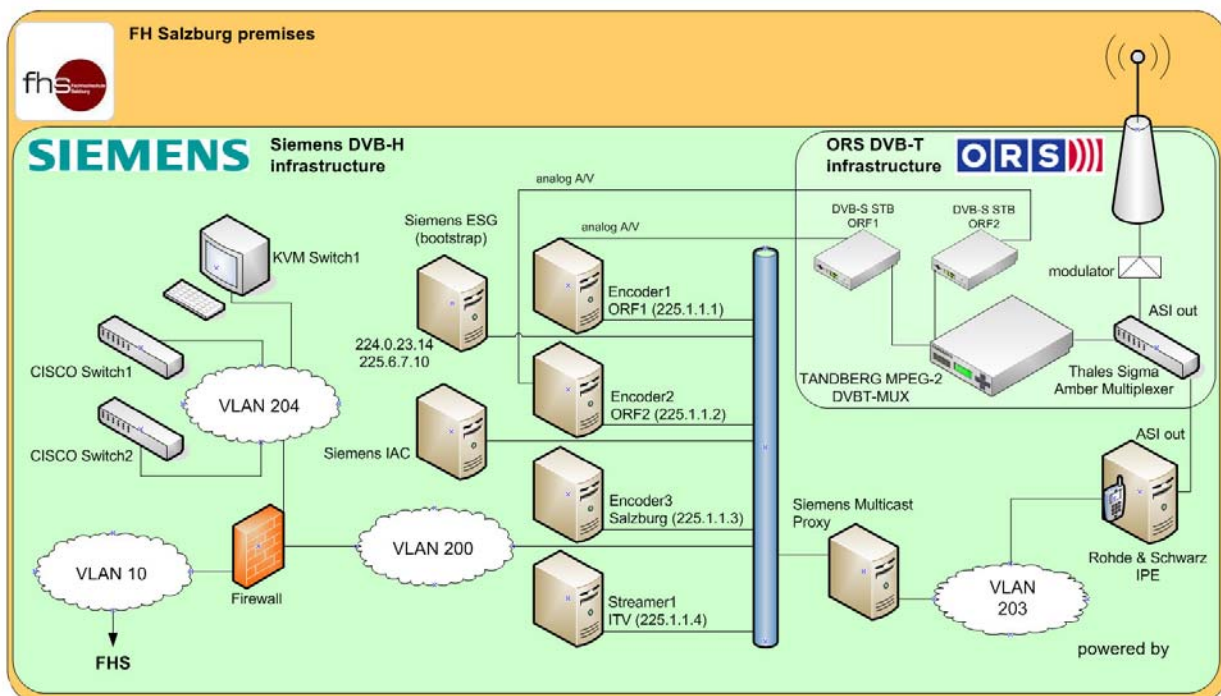 FH Salzburg premises
fhs Fachhochschule
Salzburg
SIEMENS
Siemens DVB-H
infrastructure
ORS DVB-T
infrastructure
ORS
analog A/V
analog A/V
DVB-S STB
ORF1
DVB-S STB
ORF2
Siemens ESG
(bootstrap)
KVM Switch1
modulator
Encoder1
ORF1 (225.1.1.1)
ASI out
224.0.23.14
225.6.7.10
CISCO Switch1
TANDBERG MPEG-2
DVBT-MUX
Thales Sigma
Amber Multiplexer
VLAN 204
Encoder2
ORF2 (225.1.1.2)
ASI out
CISCO Switch2
Siemens IAC
Encoder3
Salzburg (225.1.1.3)
Siemens Multicast
Proxy
VLAN 200
VLAN 10
Firewall
Rohde & Schwarz
IPE
VLAN
203
Streamer1
ITV (225.1.1.4)
powered by
FHS